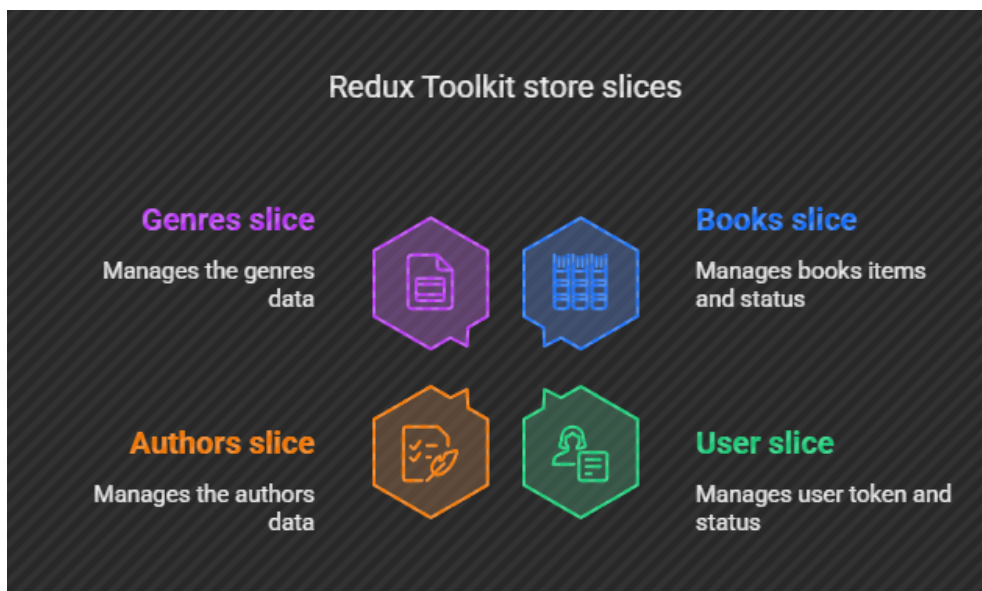 Redux Toolkit store slices
Genres slice
Manages the genres
data
Books slice
Manages books items
and status
Authors slice
Manages the authors
data
User slice
Manages user token and
status